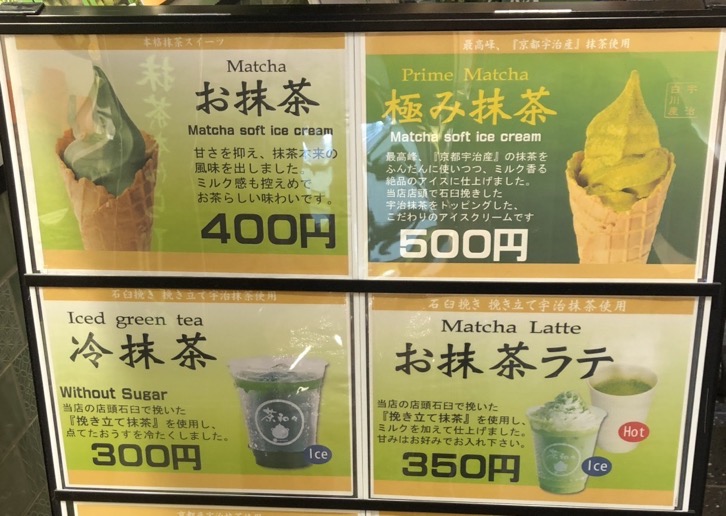 本格抹茶スイーツ
Matcha
お抹茶
Matcha soft ice cream
甘さを抑え、抹茶本来の
風味を出しました。
ミルク感も控えめで
お茶らしい味わいです。
400円
最高峰、『京都宇治産』抹茶使用
Prime Matcha
極み抹茶
Matcha soft ice cream
最高峰、『京都宇治産』の抹茶を
ふんだんに使いつつ、ミルク香る
絶品のアイスに仕上げました。
当店店頭で石臼挽きした
宇治抹茶をトッピングした、
こだわりのアイスクリームです
500円
宇治
白川産
石臼挽き 挽き立て宇治抹茶使用
Iced green tea
冷抹茶
Without Sugar
当店の店頭石臼で挽いた
『挽き立て抹茶』を使用し、
点てたおうすを冷たくしました。
300円
Ice
石臼挽き 挽き立て宇治抹茶使用
Matcha Latte
お抹茶ラテ
当店の店頭石臼で挽いた
『挽き立て抹茶』を使用し、
ミルクを加えて仕上げました。
甘みはお好みでお入れ下さい。
350円
Hot
Ice